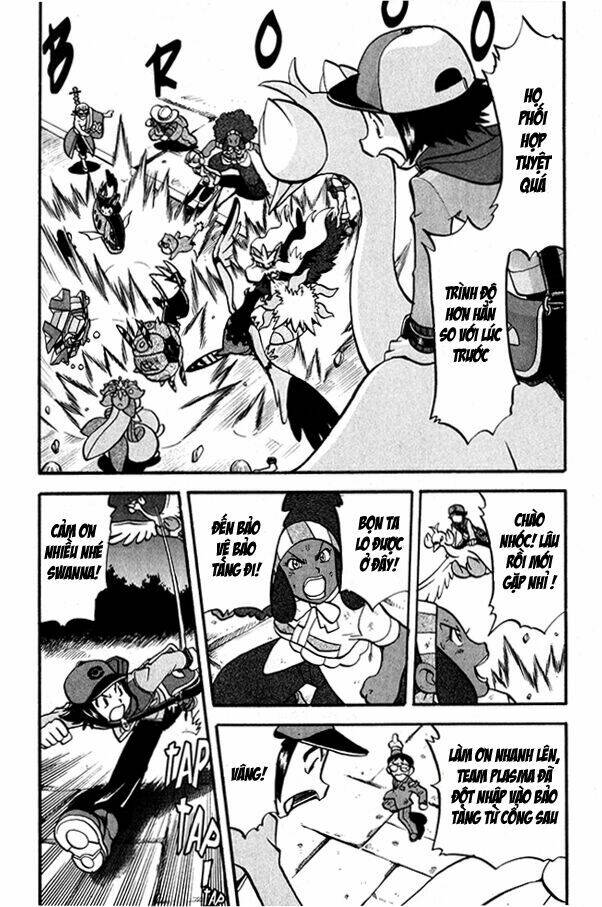 BROOO
HỌ
PHỐI
HỢP
TUYỆT
QUÁ
TRÌNH ĐỘ
HƠN HẲN
SO VỚI LÚC
TRƯỚC
CHÀO
NHÓC! LÂU
RỒI MỚI
GẶP NHỈ !
BỌN TA
LO ĐƯỢC
Ở ĐÂY!
ĐẾN BẢO
VỆ BẢO
TÁNG ĐI!
CẢM ƠN
NHIỀU NHÉ
SWANNA!
TAP
TAP
TAP
LÀM ƠN NHANH LÊN,
TEAM PLASMA ĐÃ
ĐỘT NHẬP VÀO BẢO
TÀNG TỪ CỔNG SAU
VÂNG!